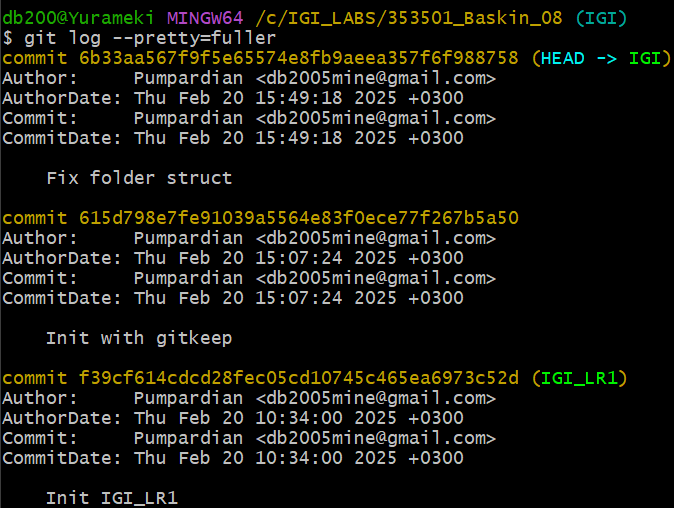 db200@Yurameki MINGW64 /c/IGI_LABS/353501_Baskin_08 (IGI)
$ git log --pretty=fuller
commit 6b33aa567f9f5e65574e8fb9aeea357f6f988758 (HEAD -> IGI)
Author:     Pumpardian <db2005mine@gmail.com>
AuthorDate: Thu Feb 20 15:49:18 2025 +0300
Commit:     Pumpardian <db2005mine@gmail.com>
CommitDate: Thu Feb 20 15:49:18 2025 +0300
    Fix folder struct
commit 615d798e7fe91039a5564e83f0ece77f267b5a50
Author:     Pumpardian <db2005mine@gmail.com>
AuthorDate: Thu Feb 20 15:07:24 2025 +0300
Commit:     Pumpardian <db2005mine@gmail.com>
CommitDate: Thu Feb 20 15:07:24 2025 +0300
    Init with gitkeep
commit f39cf614cdcd28fec05cd10745c465ea6973c52d (IGI_LR1)
Author:     Pumpardian <db2005mine@gmail.com>
AuthorDate: Thu Feb 20 10:34:00 2025 +0300
Commit:     Pumpardian <db2005mine@gmail.com>
CommitDate: Thu Feb 20 10:34:00 2025 +0300
    Init IGI_LR1